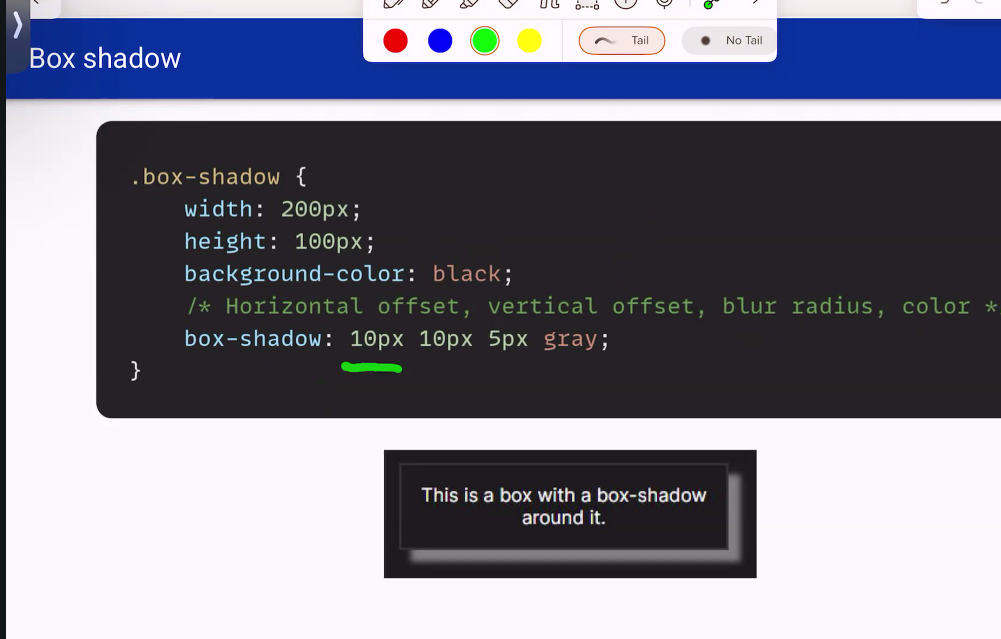 Tail
No Tail
Box shadow
.box-shadow {
    width: 200px;
    height: 100px;
    background-color: black;
    /* Horizontal offset, vertical offset, blur radius, color *
    box-shadow: 10px 10px 5px gray;
}
This is a box with a box-shadow
around it.